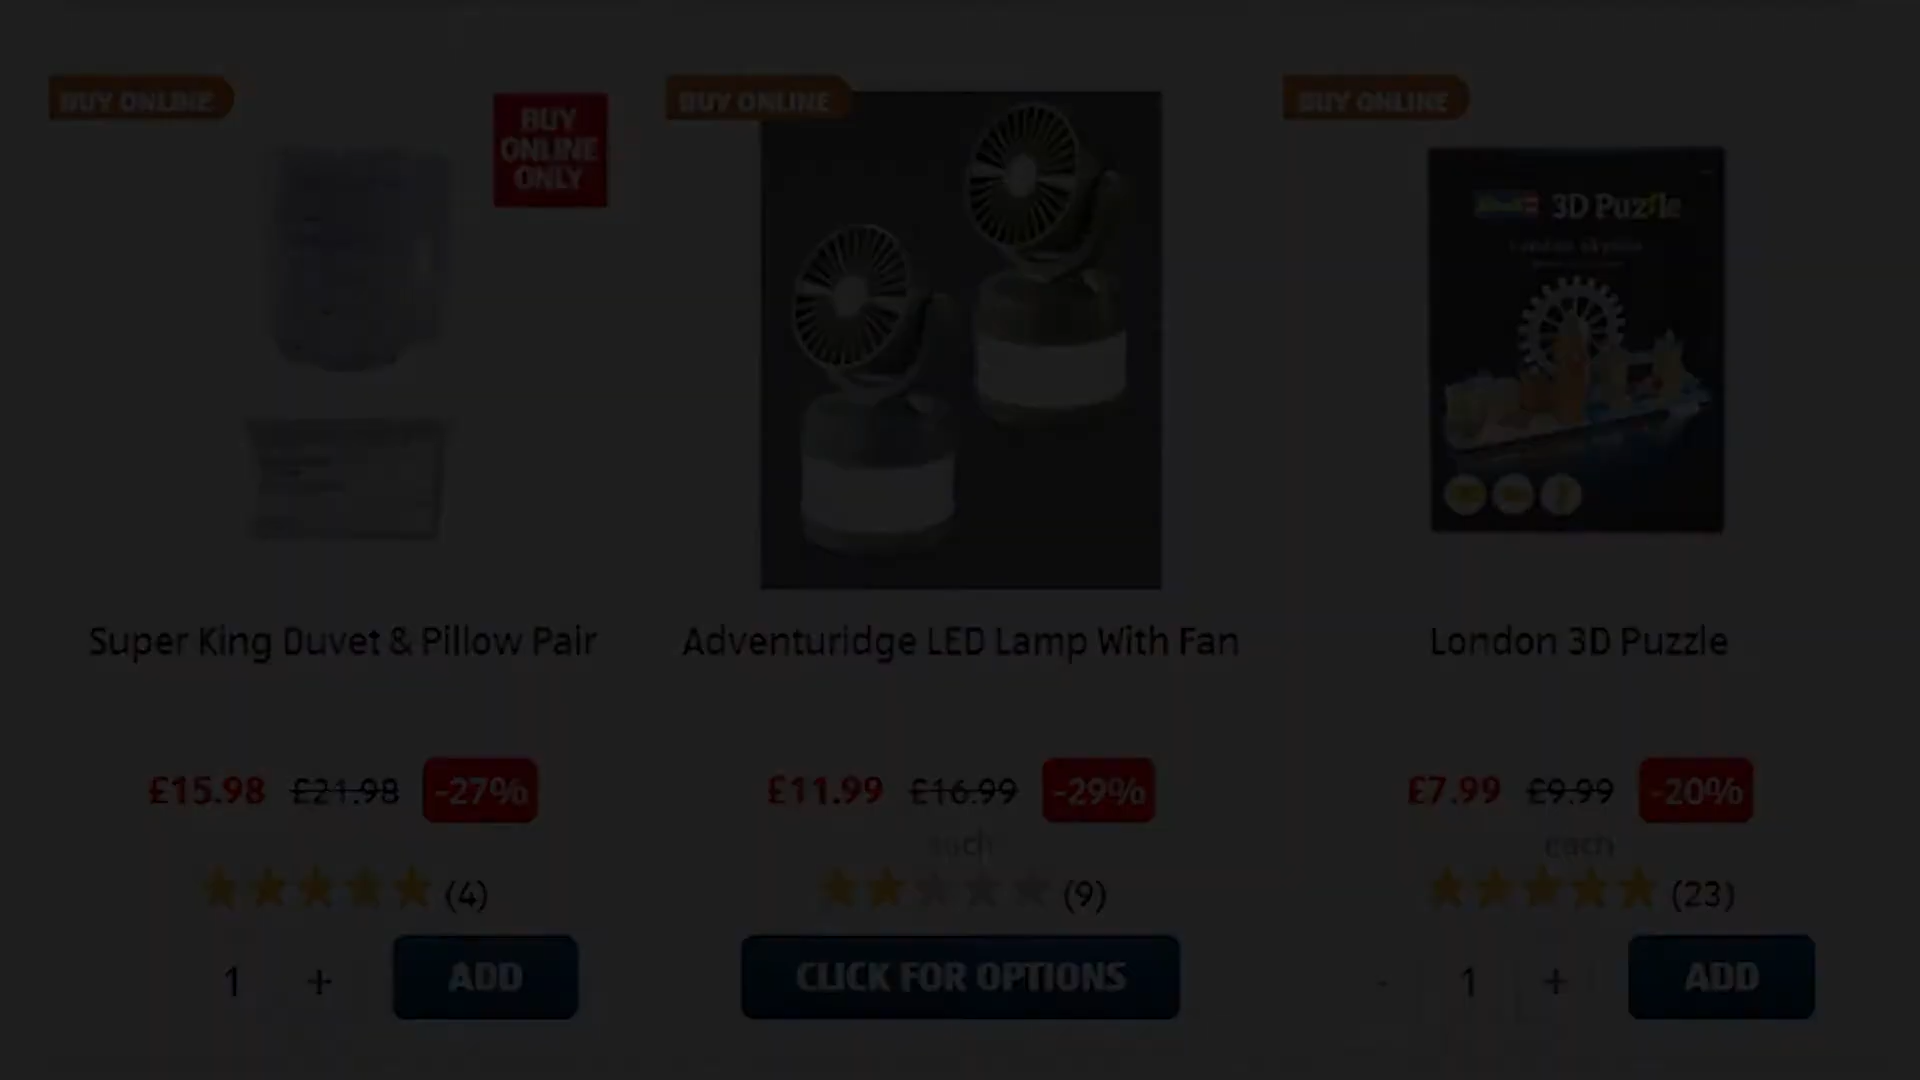 BUY ONLINE
BUY
ONLINE
ONLY
BUY ONLINE
BUY ONLINE
3D Puzzle
Super King Duvet & Pillow Pair
Adventuridge LED Lamp With Fan
London 3D Puzzle
£15.98 £21.98 -27%
£11.99 £16.99 -29%
£7.99 £9.99 -20%
each
each
(4)
(9)
(23)
1 + ADD
CLICK FOR OPTIONS
- 1 + ADD